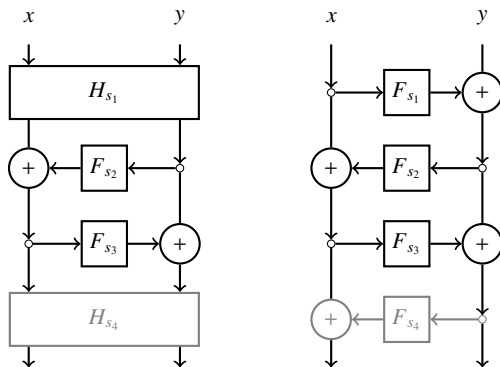 x y x y
H_{s_1} F_{s_1} +
+ F_{s_2} + F_{s_2}
F_{s_3} + F_{s_3} +
H_{s_4} + F_{s_4}